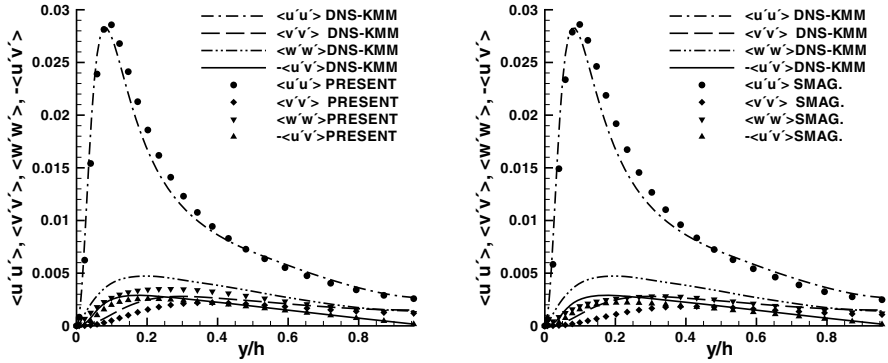 <u´u´>, <v´v´>, <w´w´>, -<u´v´>
0.03
0.025
0.02
0.015
0.01
0.005
0
0 0.2 0.4 0.6 0.8
y/h
<u´u´> DNS-KMM
<v´v´> DNS-KMM
<w´w´>DNS-KMM
-<u´v´>DNS-KMM
<u´u´> PRESENT
<v´v´> PRESENT
<w´w´>PRESENT
-<u´v´>PRESENT
<u´u´>, <v´v´>, <w´w´>, -<u´v´>
0.03
0.025
0.02
0.015
0.01
0.005
0
0 0.2 0.4 0.6 0.8
y/h
<u´u´> DNS-KMM
<v´v´> DNS-KMM
<w´w´>DNS-KMM
-<u´v´>DNS-KMM
<u´u´> SMAG.
<v´v´> SMAG.
<w´w´>SMAG.
-<u´v´>SMAG.